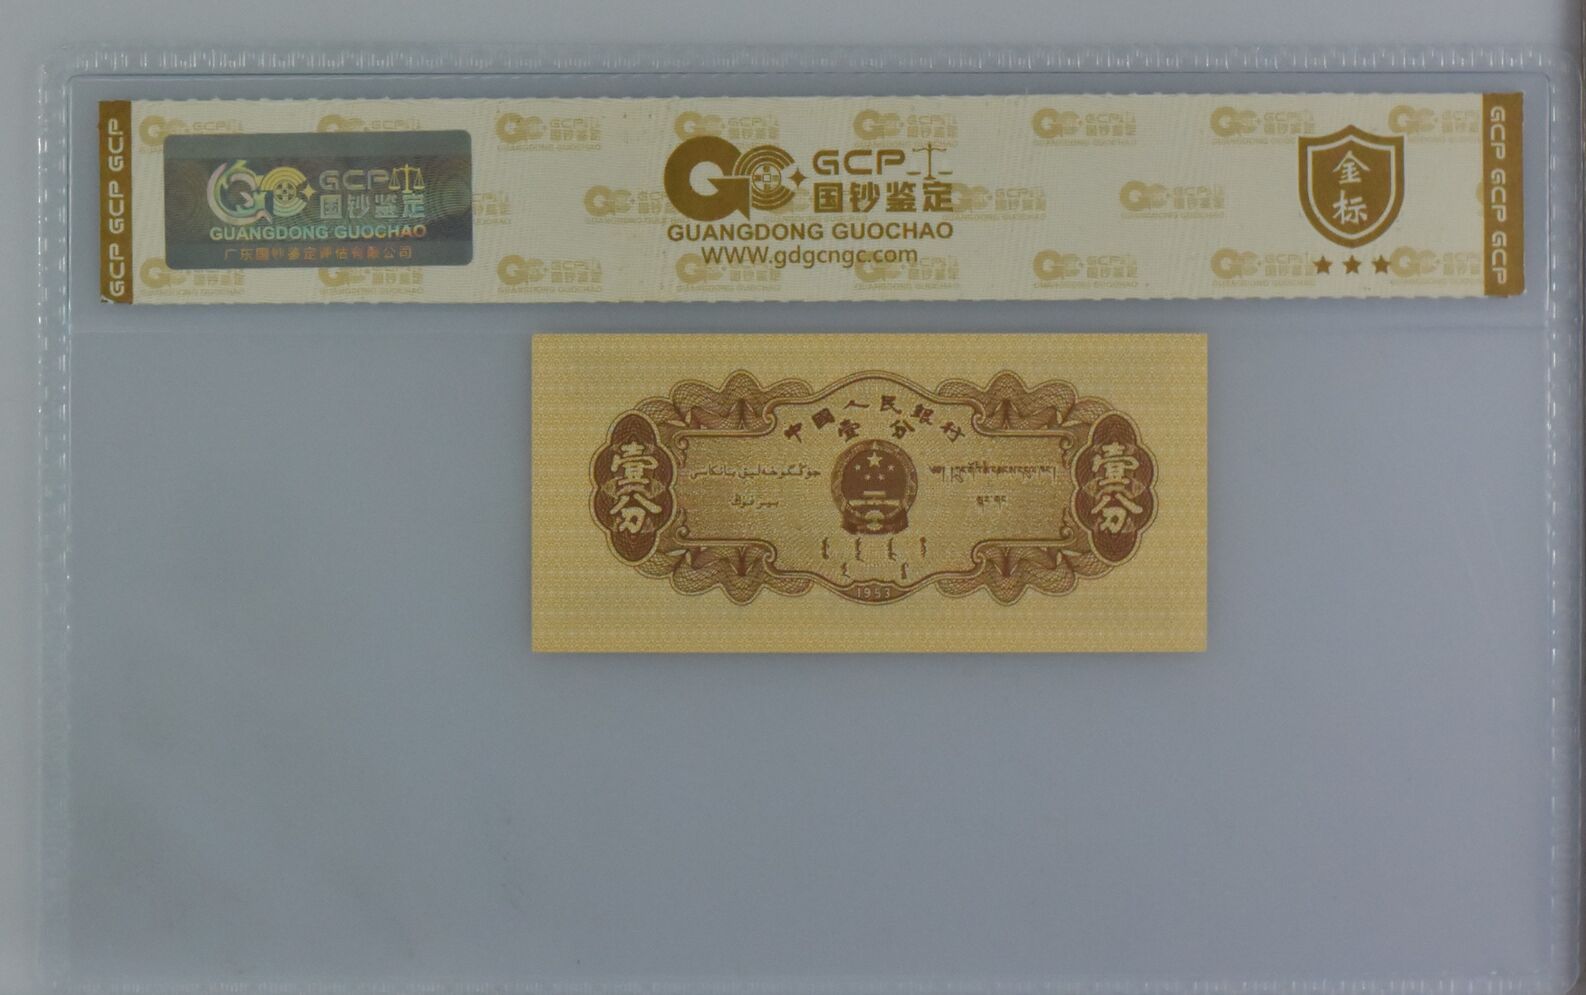 GCP GCP GCP
GCP
国钞鉴定
GUANGDONG GUOCHAO
广东国钞鉴定评估有限公司
GCP
国钞鉴定
GUANGDONG GUOCHAO
WWW.gdgcngc.com
金标
GCP GCP GCP
中國人民銀行
壹分
壹分
壹分
1953